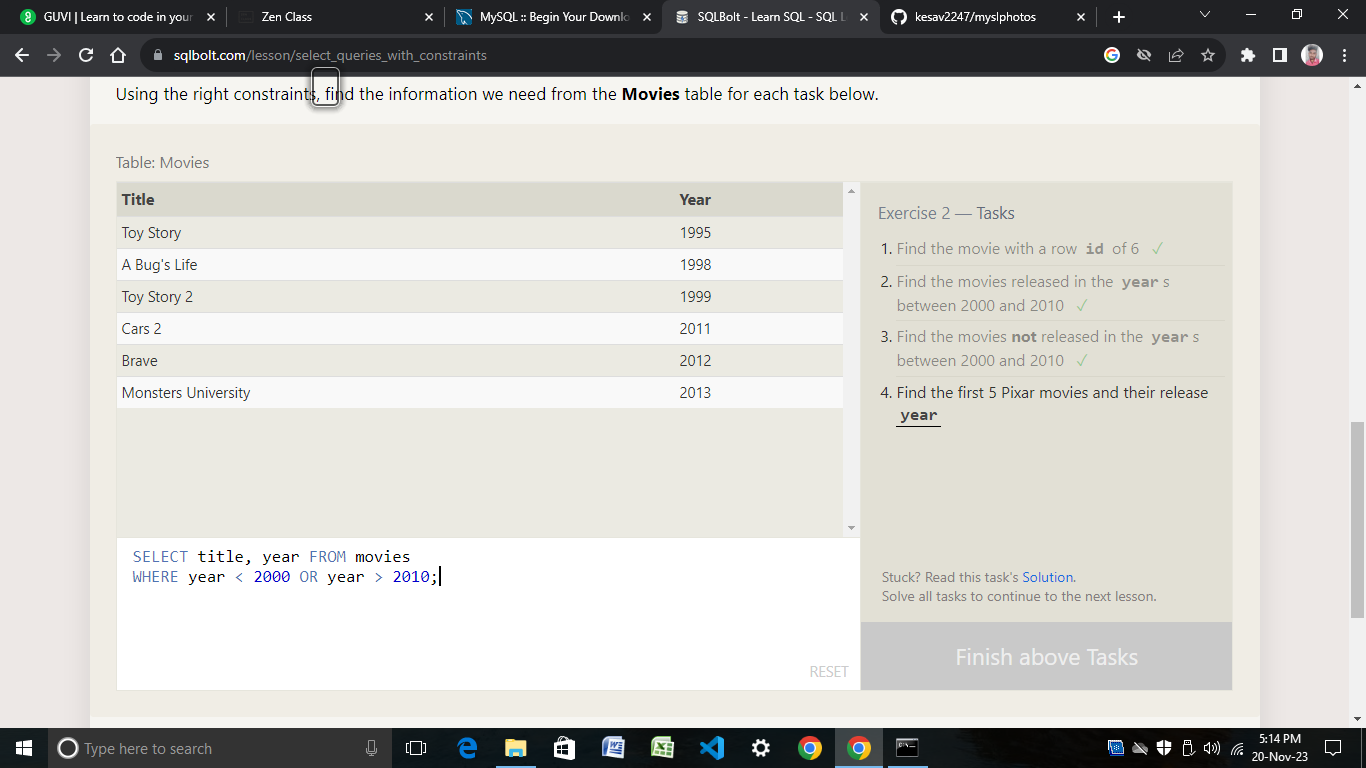 GUVI | Learn to code in your
Zen Class
MySQL :: Begin Your Downlo
SQLBolt - Learn SQL - SQL L
kesav2247/myslphotos
sqlbolt.com/lesson/select_queries_with_constraints
Using the right constraints, find the information we need from the Movies table for each task below.
Table: Movies
Title Year
Toy Story 1995
A Bug's Life 1998
Toy Story 2 1999
Cars 2 2011
Brave 2012
Monsters University 2013
SELECT title, year FROM movies
WHERE year < 2000 OR year > 2010;
RESET
Exercise 2 — Tasks
1. Find the movie with a row id of 6 ✓
2. Find the movies released in the year s
between 2000 and 2010 ✓
3. Find the movies not released in the year s
between 2000 and 2010 ✓
4. Find the first 5 Pixar movies and their release
year
Stuck? Read this task's Solution.
Solve all tasks to continue to the next lesson.
Finish above Tasks
Type here to search
5:14 PM
20-Nov-23